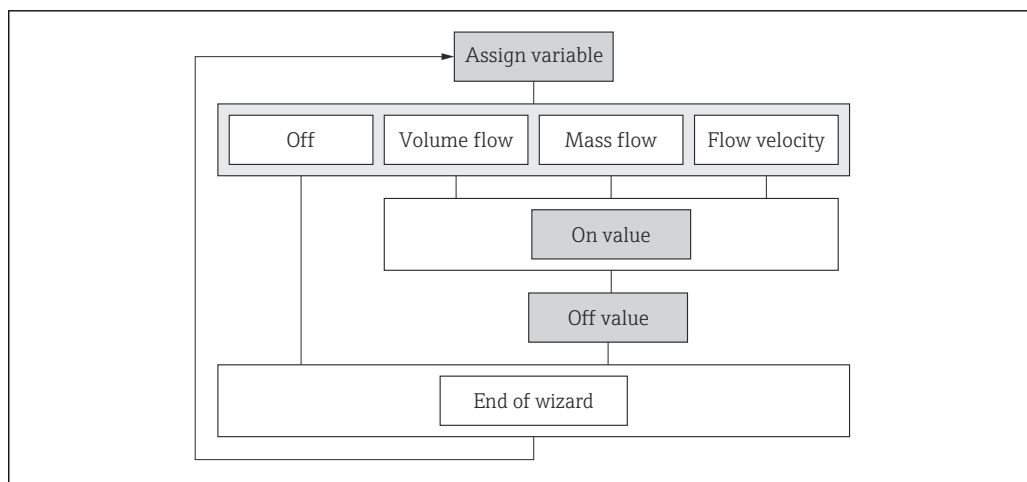 Assign variable
Off
Volume flow
Mass flow
Flow velocity
On value
Off value
End of wizard